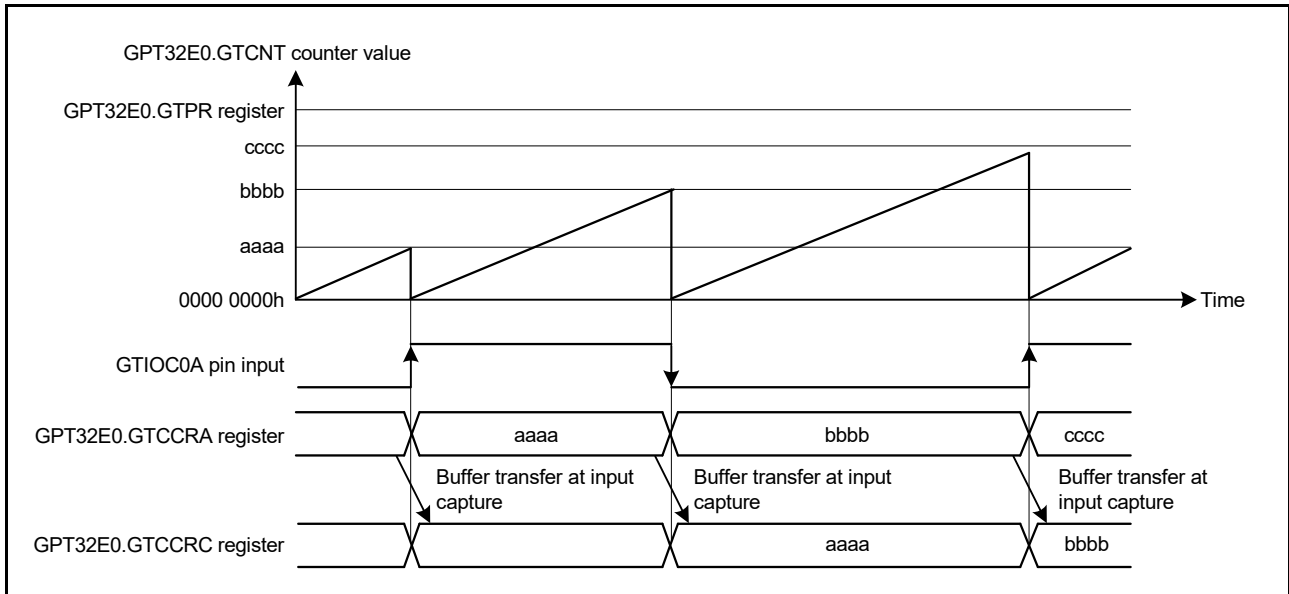 GPT32E0.GTCNT counter value
GPT32E0.GTPR register
cccc
bbbb
aaaa
0000 0000h
Time
GTIOC0A pin input
GPT32E0.GTCCRA register
aaaa
bbbb
cccc
Buffer transfer at input
capture
Buffer transfer at input
capture
Buffer transfer at
input capture
GPT32E0.GTCCRC register
aaaa
bbbb